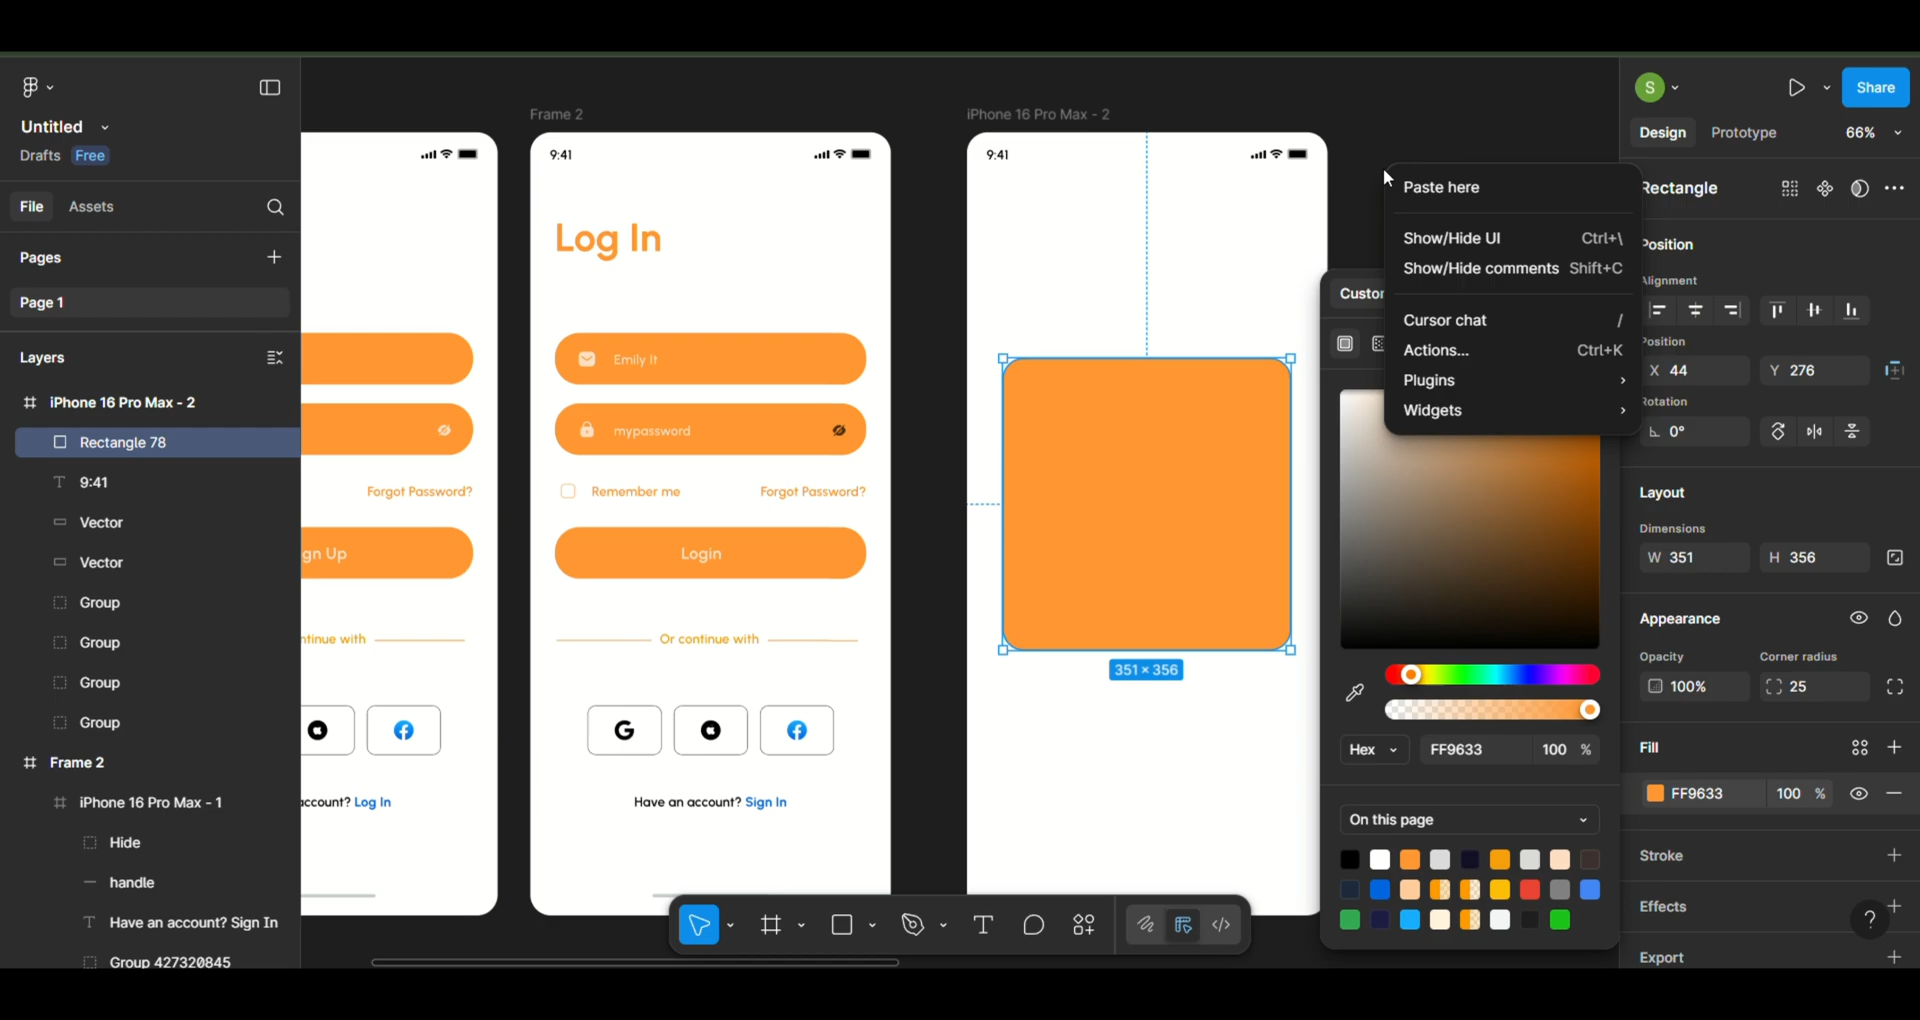 Untitled
Drafts Free
File Assets
Pages
Page 1
Layers
iPhone 16 Pro Max - 2
Rectangle 78
9:41
Vector
Vector
Group
Group
Group
Group
Frame 2
iPhone 16 Pro Max - 1
Hide
handle
Have an account? Sign In
Group 427320845
Forgot Password?
gn Up
ntinue with
account? Log In
Frame 2
9:41
Log In
Emily It
mypassword
Remember me Forgot Password?
Login
Or continue with
Have an account? Sign In
iPhone 16 Pro Max - 2
9:41
351 × 356
Custom
Paste here
Show/Hide UI Ctrl+\
Show/Hide comments Shift+C
Cursor chat /
Actions... Ctrl+K
Plugins
Widgets
Hex FF9633 100 %
On this page
S Share
Design Prototype 66%
Rectangle
Position
Alignment
Position
X 44 Y 276
Rotation
0°
Layout
Dimensions
W 351 H 356
Appearance
Opacity Corner radius
100% 25
Fill
FF9633 100 %
Stroke
Effects
?
Export